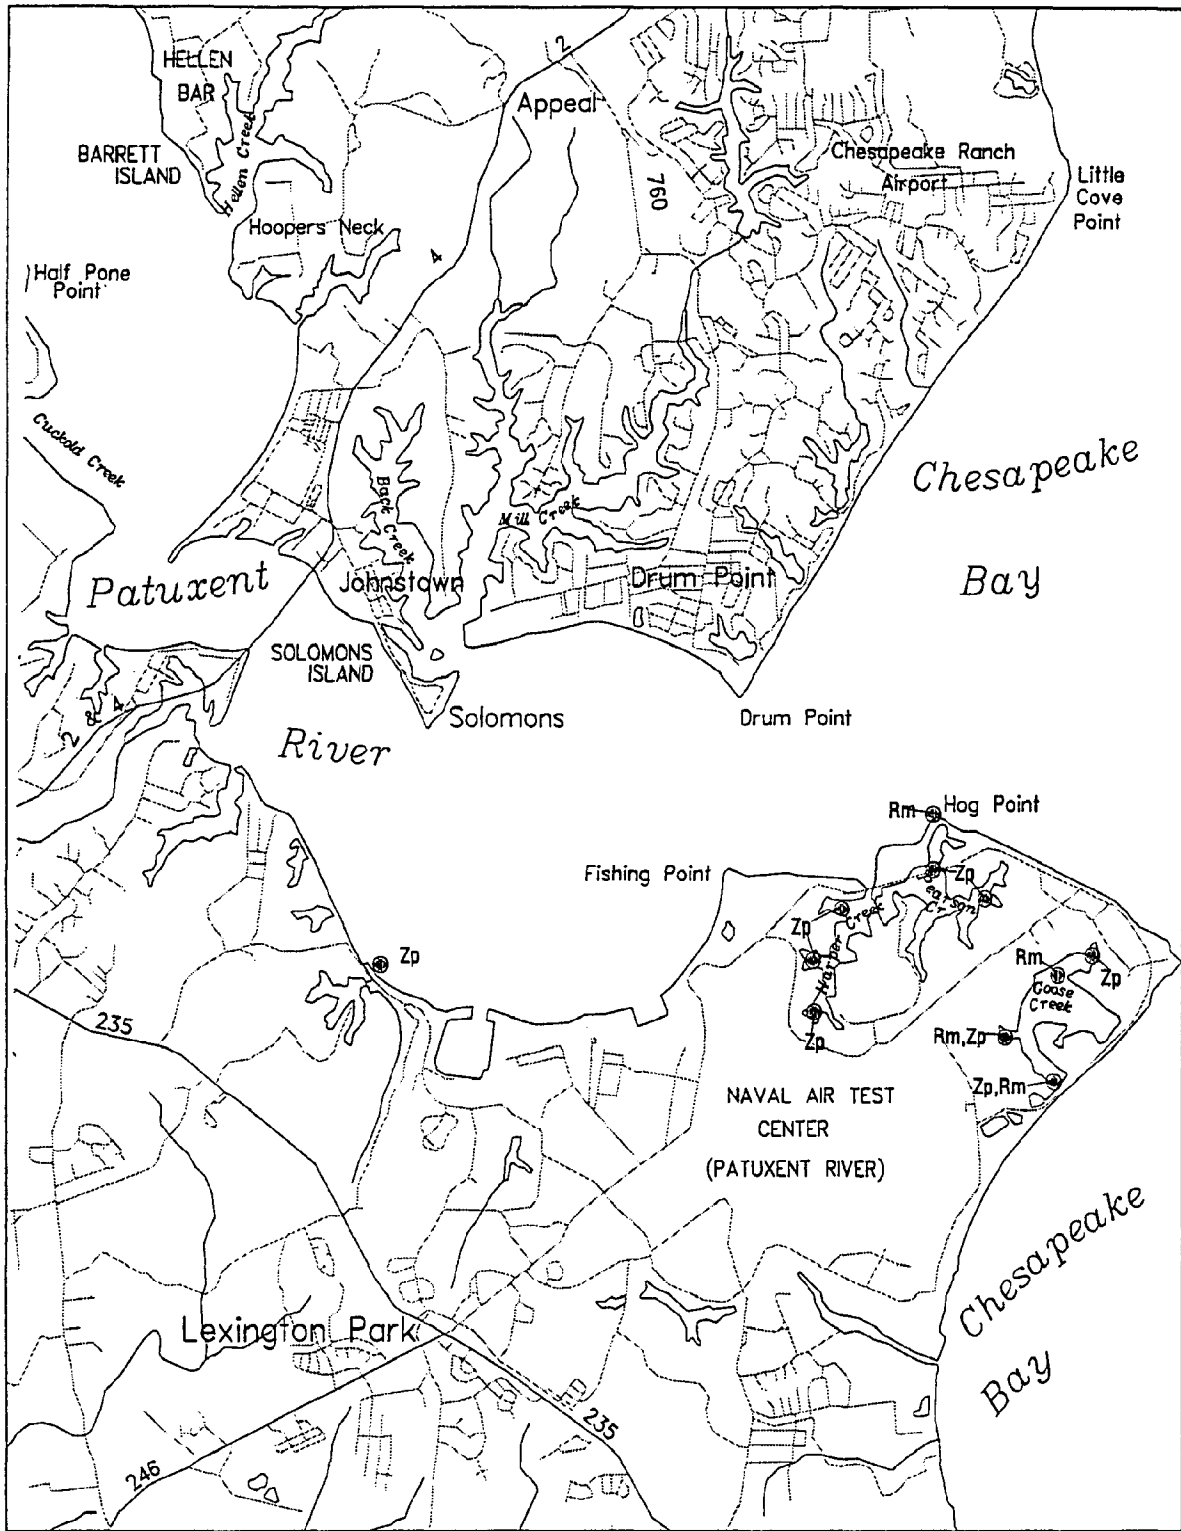 HELLEN
BAR
2
Appeal
BARRETT
ISLAND
Hellen Creek
Chesapeake Ranch
Airport
760
Little
Cove
Point
Hoopers Neck
4
Half Pone
Point
Cuckold Creek
Chesapeake
Bay
Back Creek
Mill Creek
Patuxent
Johnstown
Drum Point
SOLOMONS
ISLAND
2 & 4
Solomons
Drum Point
River
Rm
Hog Point
Fishing Point
Zp
Pearson
Cr
Zp
Harper Creek
Zp
Rm
Zp
Goose
Creek
235
Zp
Rm,Zp
Zp,Rm
NAVAL AIR TEST
CENTER
(PATUXENT RIVER)
Chesapeake
Bay
Lexington Park
235
246